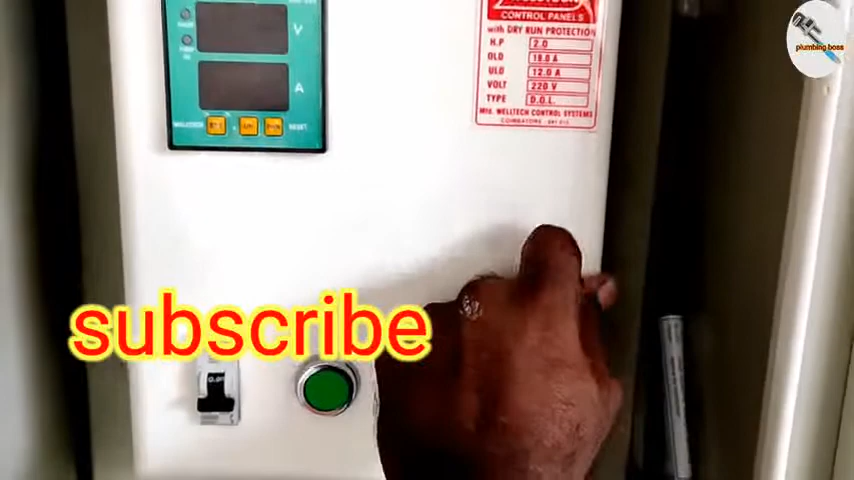 V
A
RESET
CONTROL PANELS
with DRY RUN PROTECTION
H.P 2.0
OLD 18.0 A
ULD 12.0 A
VOLT 220 V
TYPE D.O.L.
Mfd. WELLTECH CONTROL SYSTEMS
plumbing boss
subscribe